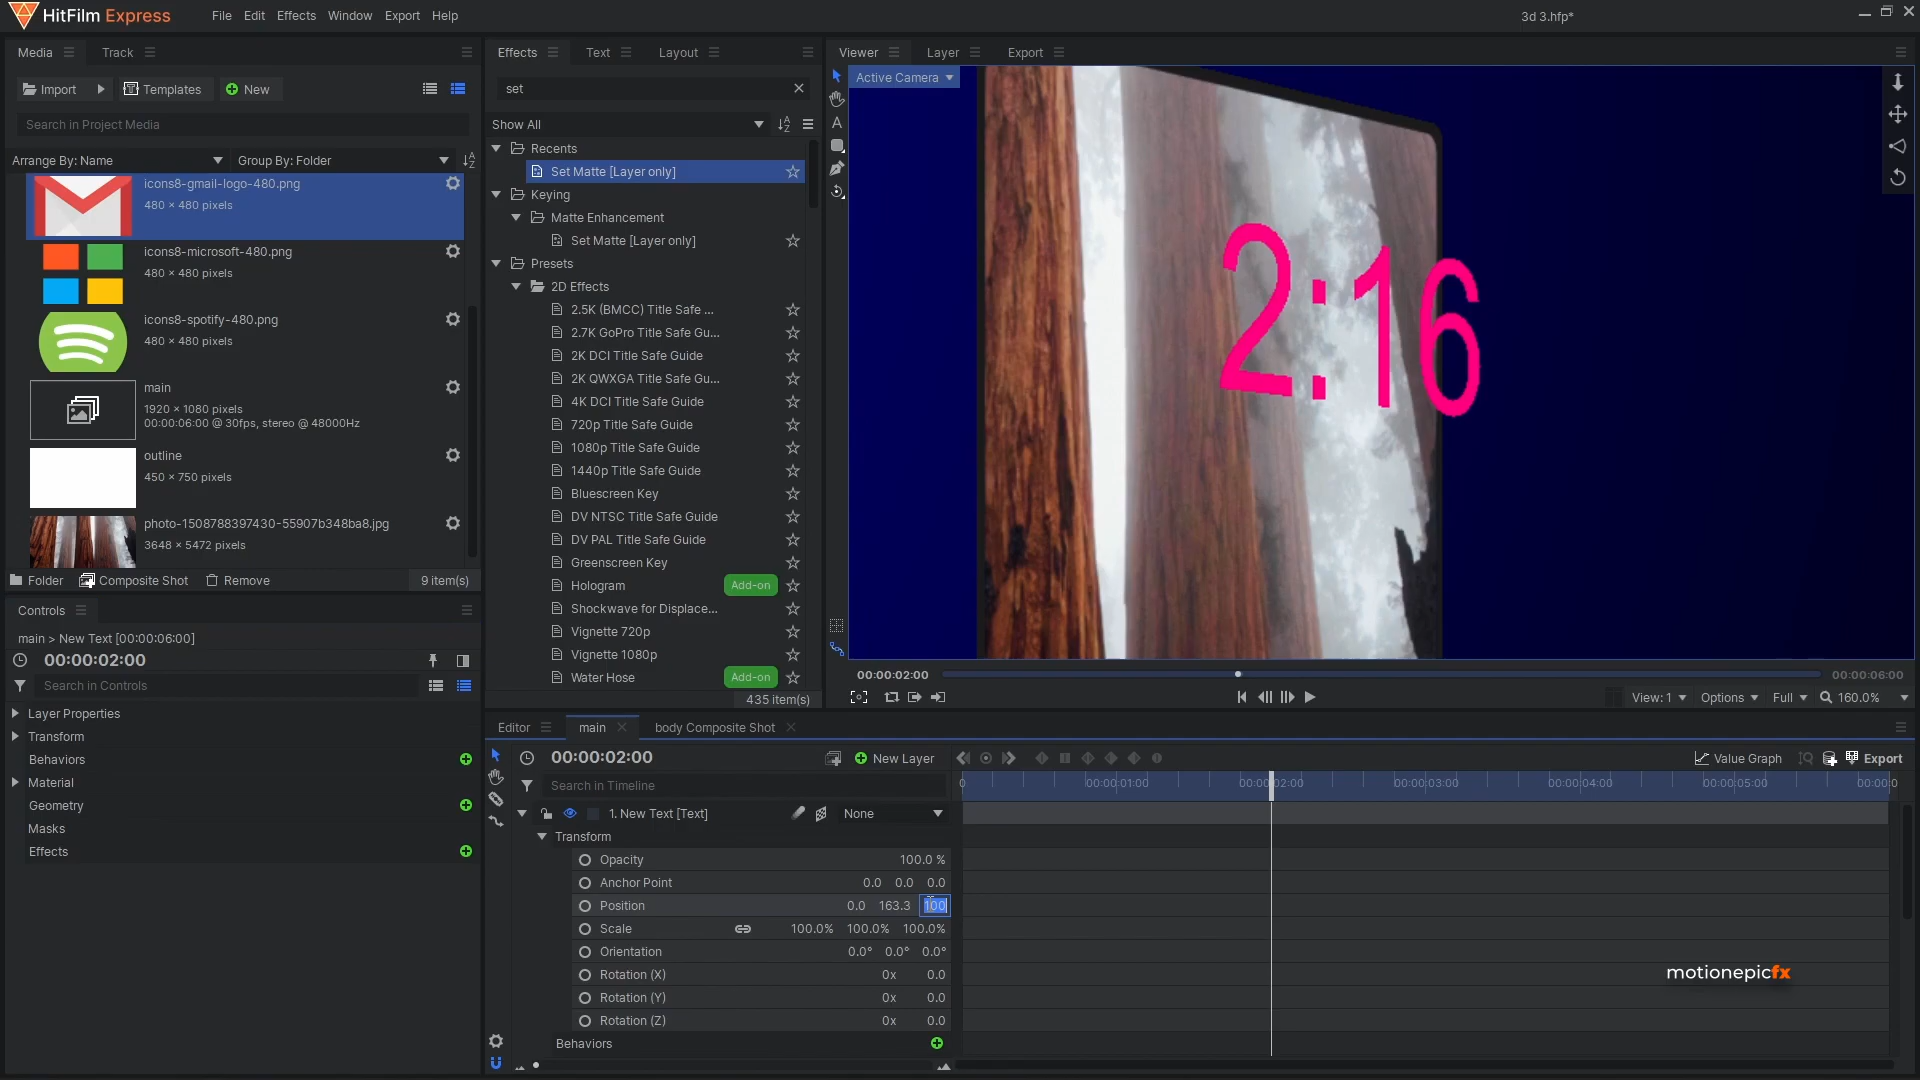 HitFilm Express
File Edit Effects Window Export Help
3d 3.hfp*
Media
Track
Import
Templates
New
Search in Project Media
Arrange By: Name
Group By: Folder
icons8-gmail-logo-480.png
480 × 480 pixels
icons8-microsoft-480.png
480 × 480 pixels
icons8-spotify-480.png
480 × 480 pixels
main
1920 × 1080 pixels
00:00:06:00 @ 30fps, stereo @ 48000Hz
outline
450 × 750 pixels
photo-1508788397430-55907b348ba8.jpg
3648 × 5472 pixels
Folder
Composite Shot
Remove
9 item(s)
Controls
main > New Text [00:00:06:00]
00:00:02:00
Search in Controls
Layer Properties
Transform
Behaviors
Material
Geometry
Masks
Effects
Effects
Text
Layout
set
Show All
Recents
Set Matte [Layer only]
Keying
Matte Enhancement
Set Matte [Layer only]
Presets
2D Effects
2.5K (BMCC) Title Safe ...
2.7K GoPro Title Safe Gu...
2K DCI Title Safe Guide
2K QWXGA Title Safe Gu...
4K DCI Title Safe Guide
720p Title Safe Guide
1080p Title Safe Guide
1440p Title Safe Guide
Bluescreen Key
DV NTSC Title Safe Guide
DV PAL Title Safe Guide
Greenscreen Key
Hologram Add-on
Shockwave for Displace...
Vignette 720p
Vignette 1080p
Water Hose Add-on
435 item(s)
Viewer
Layer
Export
Active Camera
A
2:16
00:00:02:00
00:00:06:00
View: 1
Options
Full
160.0%
Editor
main
body Composite Shot
00:00:02:00
New Layer
Value Graph
Export
Search in Timeline
0 00:00:01:00 00:00:02:00 00:00:03:00 00:00:04:00 00:00:05:00 00:00:0
1. New Text [Text]
None
Transform
Opacity 100.0 %
Anchor Point 0.0 0.0 0.0
Position 0.0 163.3 100
Scale 100.0% 100.0% 100.0%
Orientation 0.0° 0.0° 0.0°
Rotation (X) 0x 0.0
Rotation (Y) 0x 0.0
Rotation (Z) 0x 0.0
Behaviors
motionepicfx